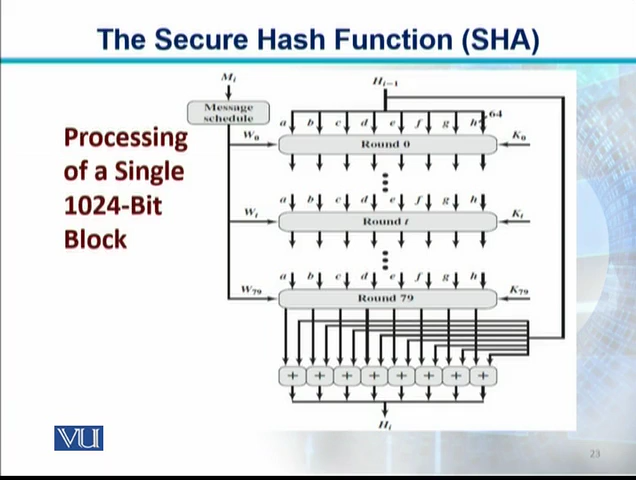 The Secure Hash Function (SHA)
Processing
of a Single
1024-Bit
Block
Mi
Message
schedule
Hi−1
64
a b c d e f g h
W0
Round 0
K0
a b c d e f g h
Wt
Round t
Kt
a b c d e f g h
W79
Round 79
K79
+ + + + + + + +
Hi
VU
23